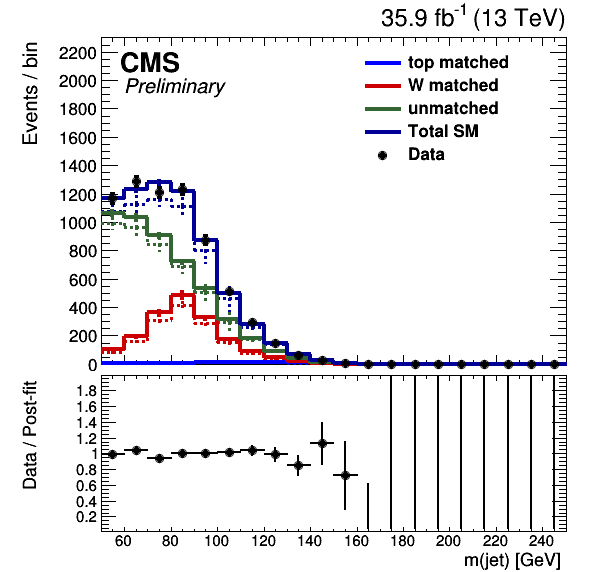 35.9 fb⁻¹ (13 TeV)
Events / bin
CMS
Preliminary
top matched
W matched
unmatched
Total SM
Data
2200
2000
1800
1600
1400
1200
1000
800
600
400
200
0
Data / Post-fit
1.8
1.6
1.4
1.2
1
0.8
0.6
0.4
0.2
60 80 100 120 140 160 180 200 220 240
m(jet) [GeV]